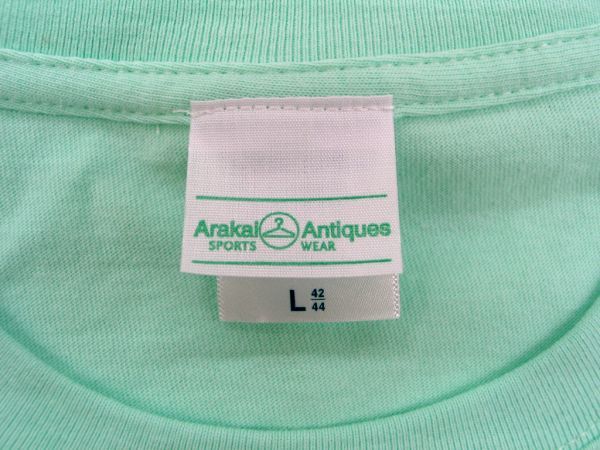 Arakai Antiques
SPORTS WEAR
L 42/44